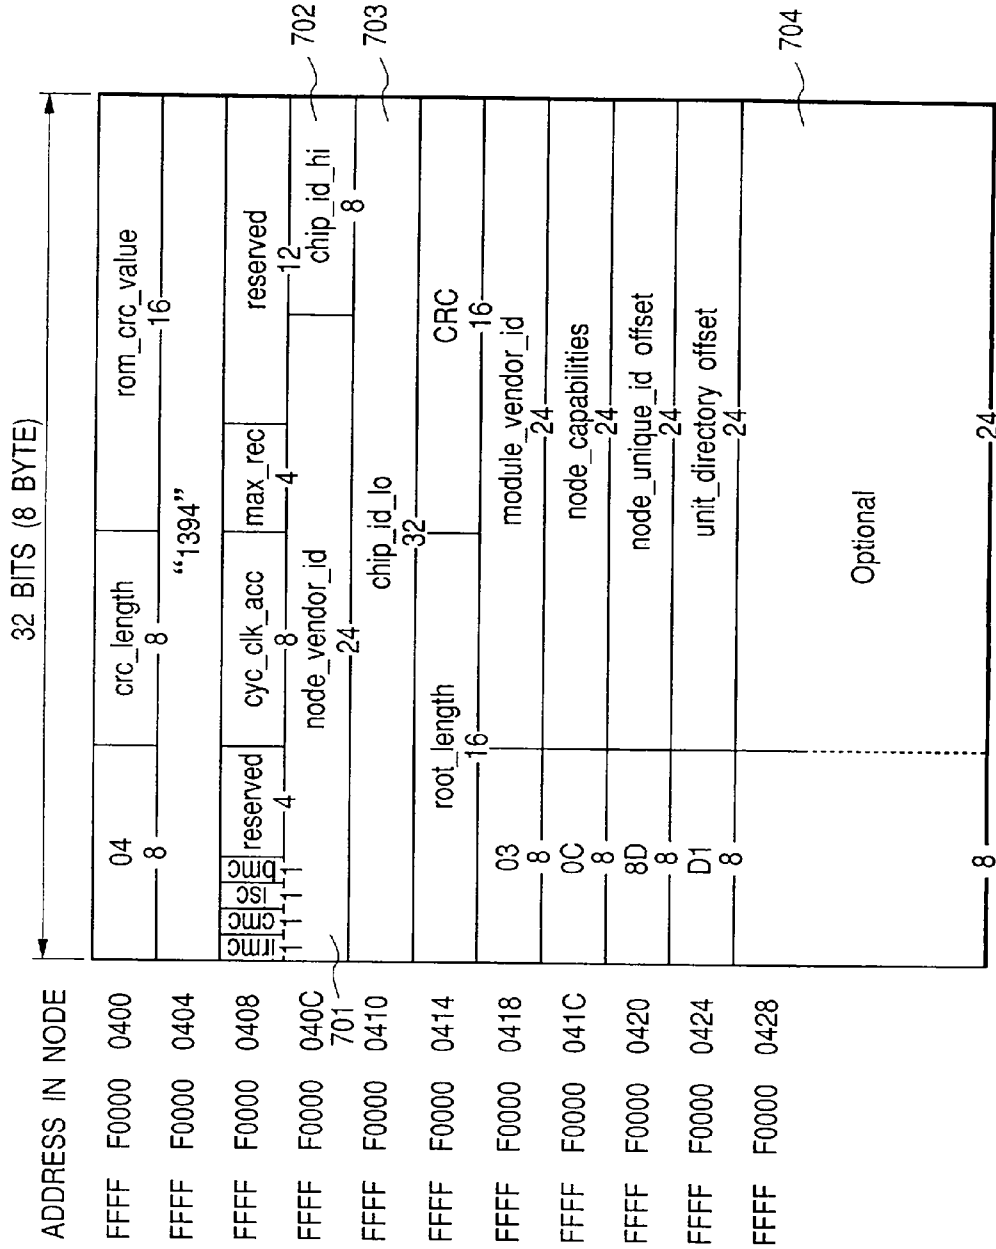 32 BITS (8 BYTE)
ADDRESS IN NODE
FFFF F0000 0400
04
8
crc_length
8
rom_crc_value
16
FFFF F0000 0404
“1394”
FFFF F0000 0408
irmc
1
cmc
1
isc
1
bmc
1
reserved
4
cyc_clk_acc
8
max_rec
4
reserved
12
FFFF F0000 040C
701
node_vendor_id
24
chip_id_hi
8
702
FFFF F0000 0410
chip_id_lo
32
703
FFFF F0000 0414
root_length
16
CRC
16
FFFF F0000 0418
03
8
module_vendor_id
24
FFFF F0000 041C
0C
8
node_capabilities
24
FFFF F0000 0420
8D
8
node_unique_id offset
24
FFFF F0000 0424
D1
8
unit_directory offset
24
FFFF F0000 0428
Optional
704
8
24